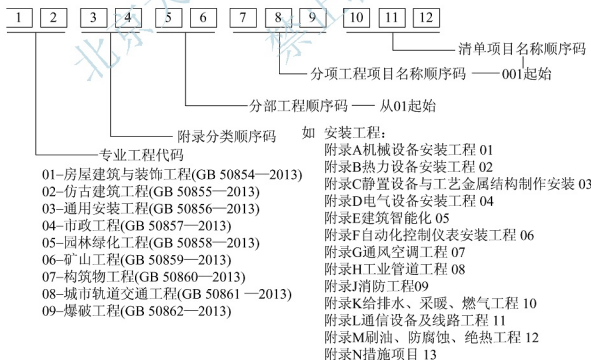 1 2 3 4 5 6 7 8 9 10 11 12
清单项目名称顺序码
分项工程项目名称顺序码——001起始
分部工程顺序码— 从01起始
附录分类顺序码
专业工程代码
01–房屋建筑与装饰工程(GB 50854—2013)
02–仿古建筑工程(GB 50855—2013)
03–通用安装工程(GB 50856—2013)
04–市政工程(GB 50857—2013)
05–园林绿化工程(GB 50858—2013)
06–矿山工程(GB 50859—2013)
07–构筑物工程(GB 50860—2013)
08–城市轨道交通工程(GB 50861 —2013)
09–爆破工程(GB 50862—2013)
如 安装工程：
附录A机械设备安装工程 01
附录B热力设备安装工程 02
附录C静置设备与工艺金属结构制作安装 03
附录D电气设备安装工程 04
附录E建筑智能化 05
附录F自动化控制仪表安装工程 06
附录G通风空调工程 07
附录H工业管道工程 08
附录J消防工程09
附录K给排水、采暖、燃气工程 10
附录L通信设备及线路工程 11
附录M刷油、防腐蚀、绝热工程 12
附录N措施项目 13
北京
禁止